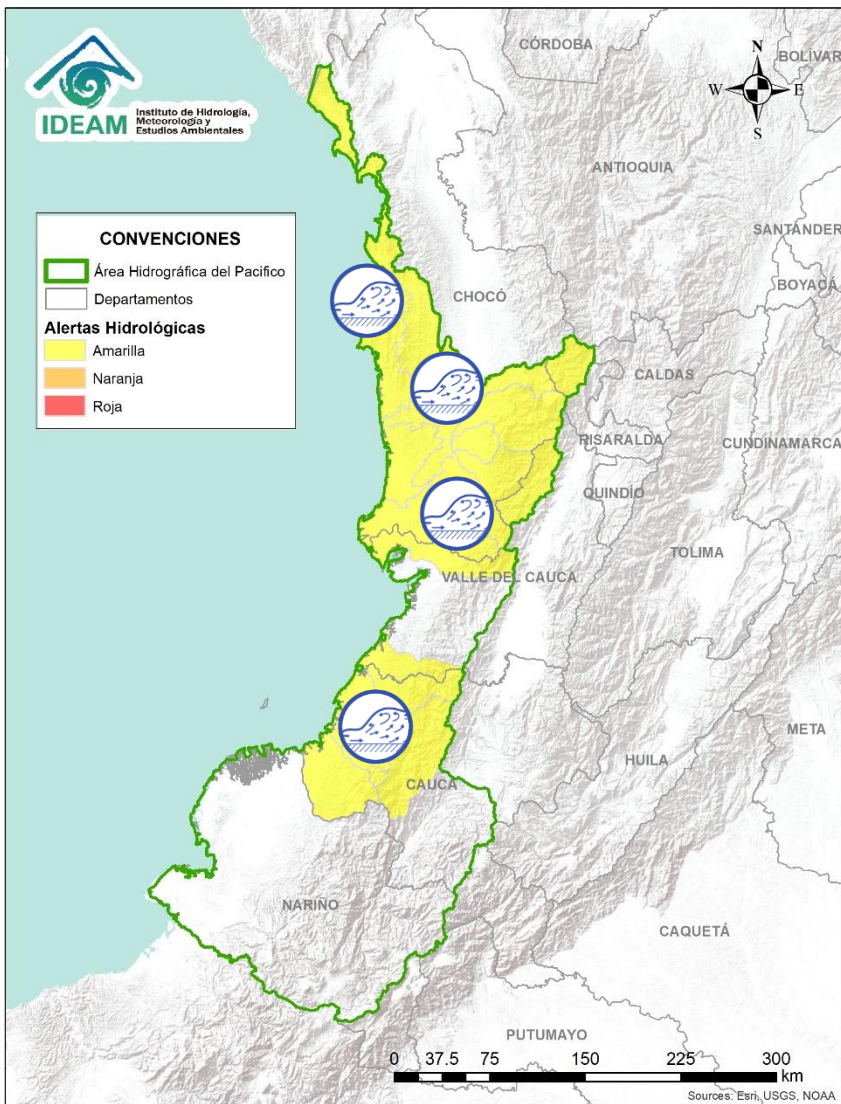 IDEAM
Instituto de Hidrología,
Meteorología y
Estudios Ambientales
CÓRDOBA
BOLÍVAR
N
W
E
S
ANTIOQUIA
SANTANDER
BOYACÁ
CONVENCIONES
Área Hidrográfica del Pacifico
Departamentos
Alertas Hidrológicas
Amarilla
Naranja
Roja
CHOCÓ
CALDAS
RISARALDA
CUNDINAMARCA
QUINDÍO
TOLIMA
VALLE DEL CAUCA
META
HUILA
CAUCA
NARIÑO
CAQUETÁ
PUTUMAYO
0 37.5 75 150 225 300
km
Sources: Esri, USGS, NOAA